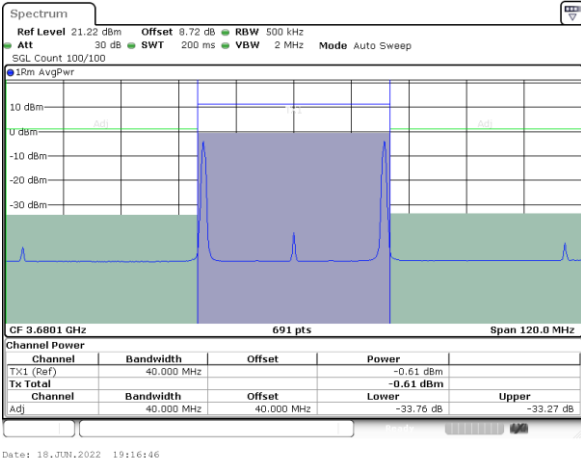 Spectrum
Ref Level 21.22 dBm Offset 8.72 dB RBW 500 kHz
Att 30 dB SWT 200 ms VBW 2 MHz Mode Auto Sweep
SGL Count 100/100
1Rm AvgPwr
10 dBm
Adj Adj
0 dBm
-10 dBm
-20 dBm
-30 dBm
CF 3.6801 GHz 691 pts Span 120.0 MHz
Channel Power
Channel Bandwidth Offset Power
TX1 (Ref) 40.000 MHz -0.61 dBm
Tx Total -0.61 dBm
Channel Bandwidth Offset Lower Upper
Adj 40.000 MHz 40.000 MHz -33.76 dB -33.27 dB
Date: 18.JUN.2022 19:16:46